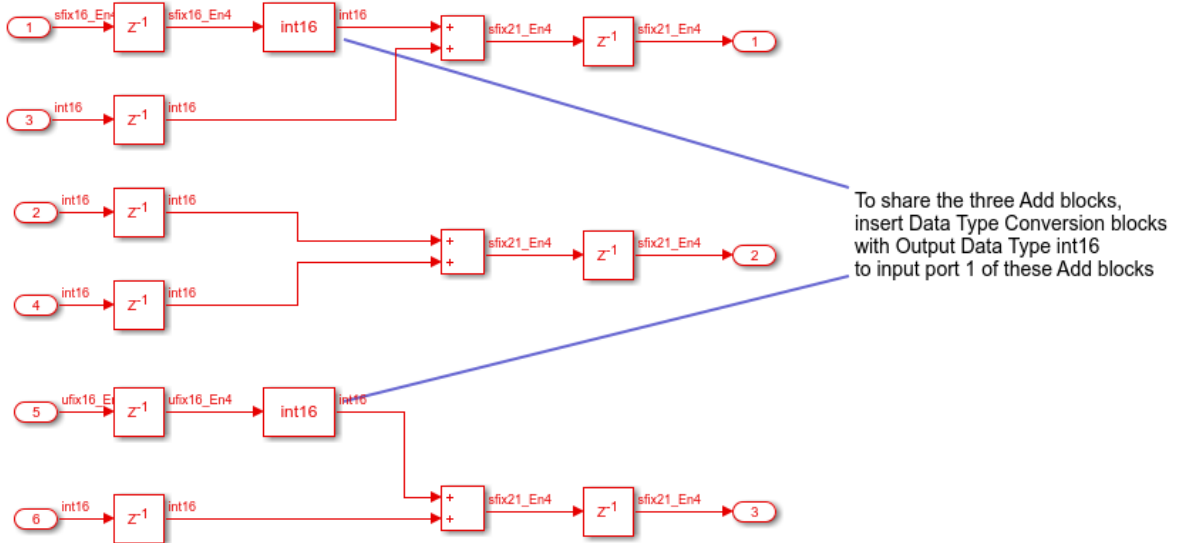 1 sfix16_En4 z-1 sfix16_En4 int16 int16 + + sfix21_En4 z-1 sfix21_En4 1
3 int16 z-1 int16
2 int16 z-1 int16 + + sfix21_En4 z-1 sfix21_En4 2
4 int16 z-1 int16
To share the three Add blocks,
insert Data Type Conversion blocks
with Output Data Type int16
to input port 1 of these Add blocks
5 ufix16_En z-1 ufix16_En4 int16 int16
6 int16 z-1 int16 + + sfix21_En4 z-1 sfix21_En4 3